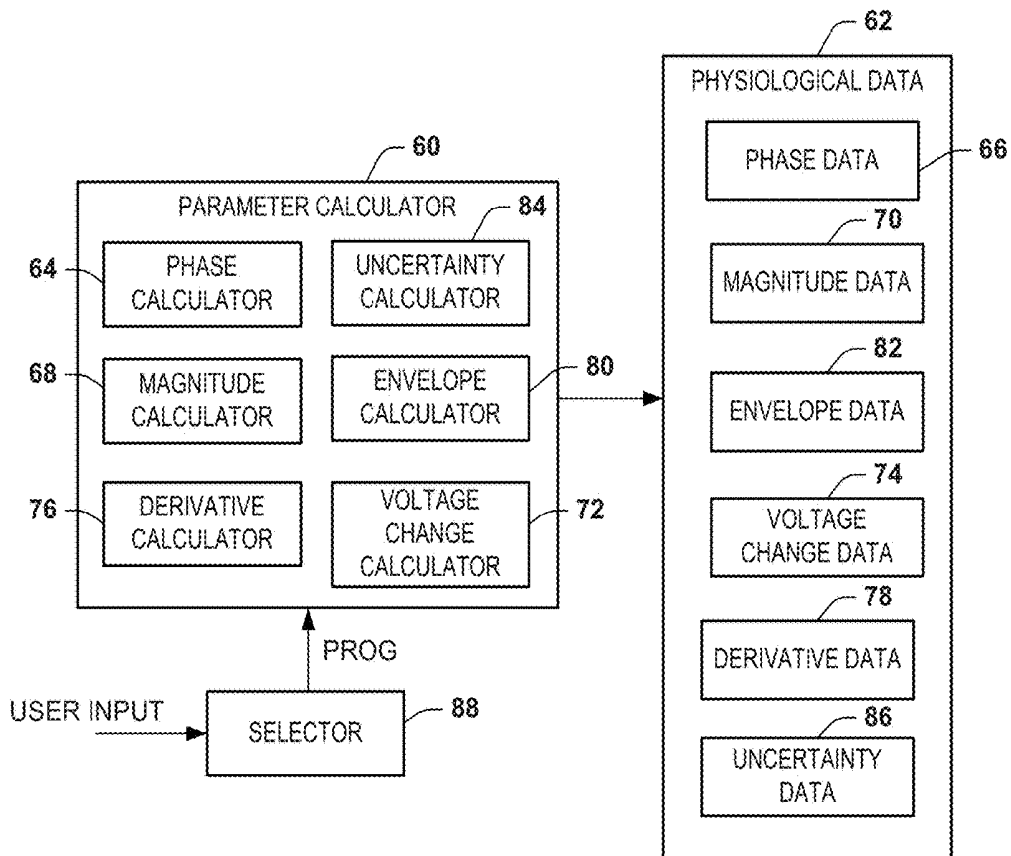 62
PHYSIOLOGICAL DATA
PHASE DATA
66
70
MAGNITUDE DATA
82
ENVELOPE DATA
74
VOLTAGE
CHANGE DATA
78
DERIVATIVE DATA
86
UNCERTAINTY
DATA
60
PARAMETER CALCULATOR
64
PHASE
CALCULATOR
84
UNCERTAINTY
CALCULATOR
68
MAGNITUDE
CALCULATOR
80
ENVELOPE
CALCULATOR
76
DERIVATIVE
CALCULATOR
72
VOLTAGE
CHANGE
CALCULATOR
PROG
USER INPUT
SELECTOR
88